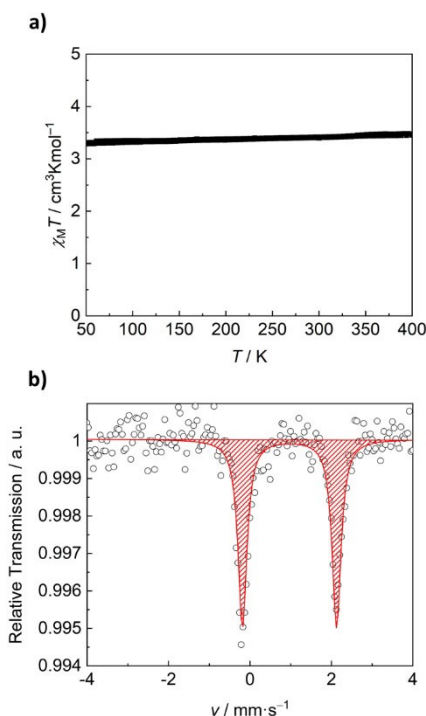 a)
5
4
3
2
1
0
χMT / cm³Kmol⁻¹
50 100 150 200 250 300 350 400
T / K
b)
1
0.999
0.998
0.997
0.996
0.995
0.994
Relative Transmission / a. u.
-4 -2 0 2 4
v / mm·s⁻¹